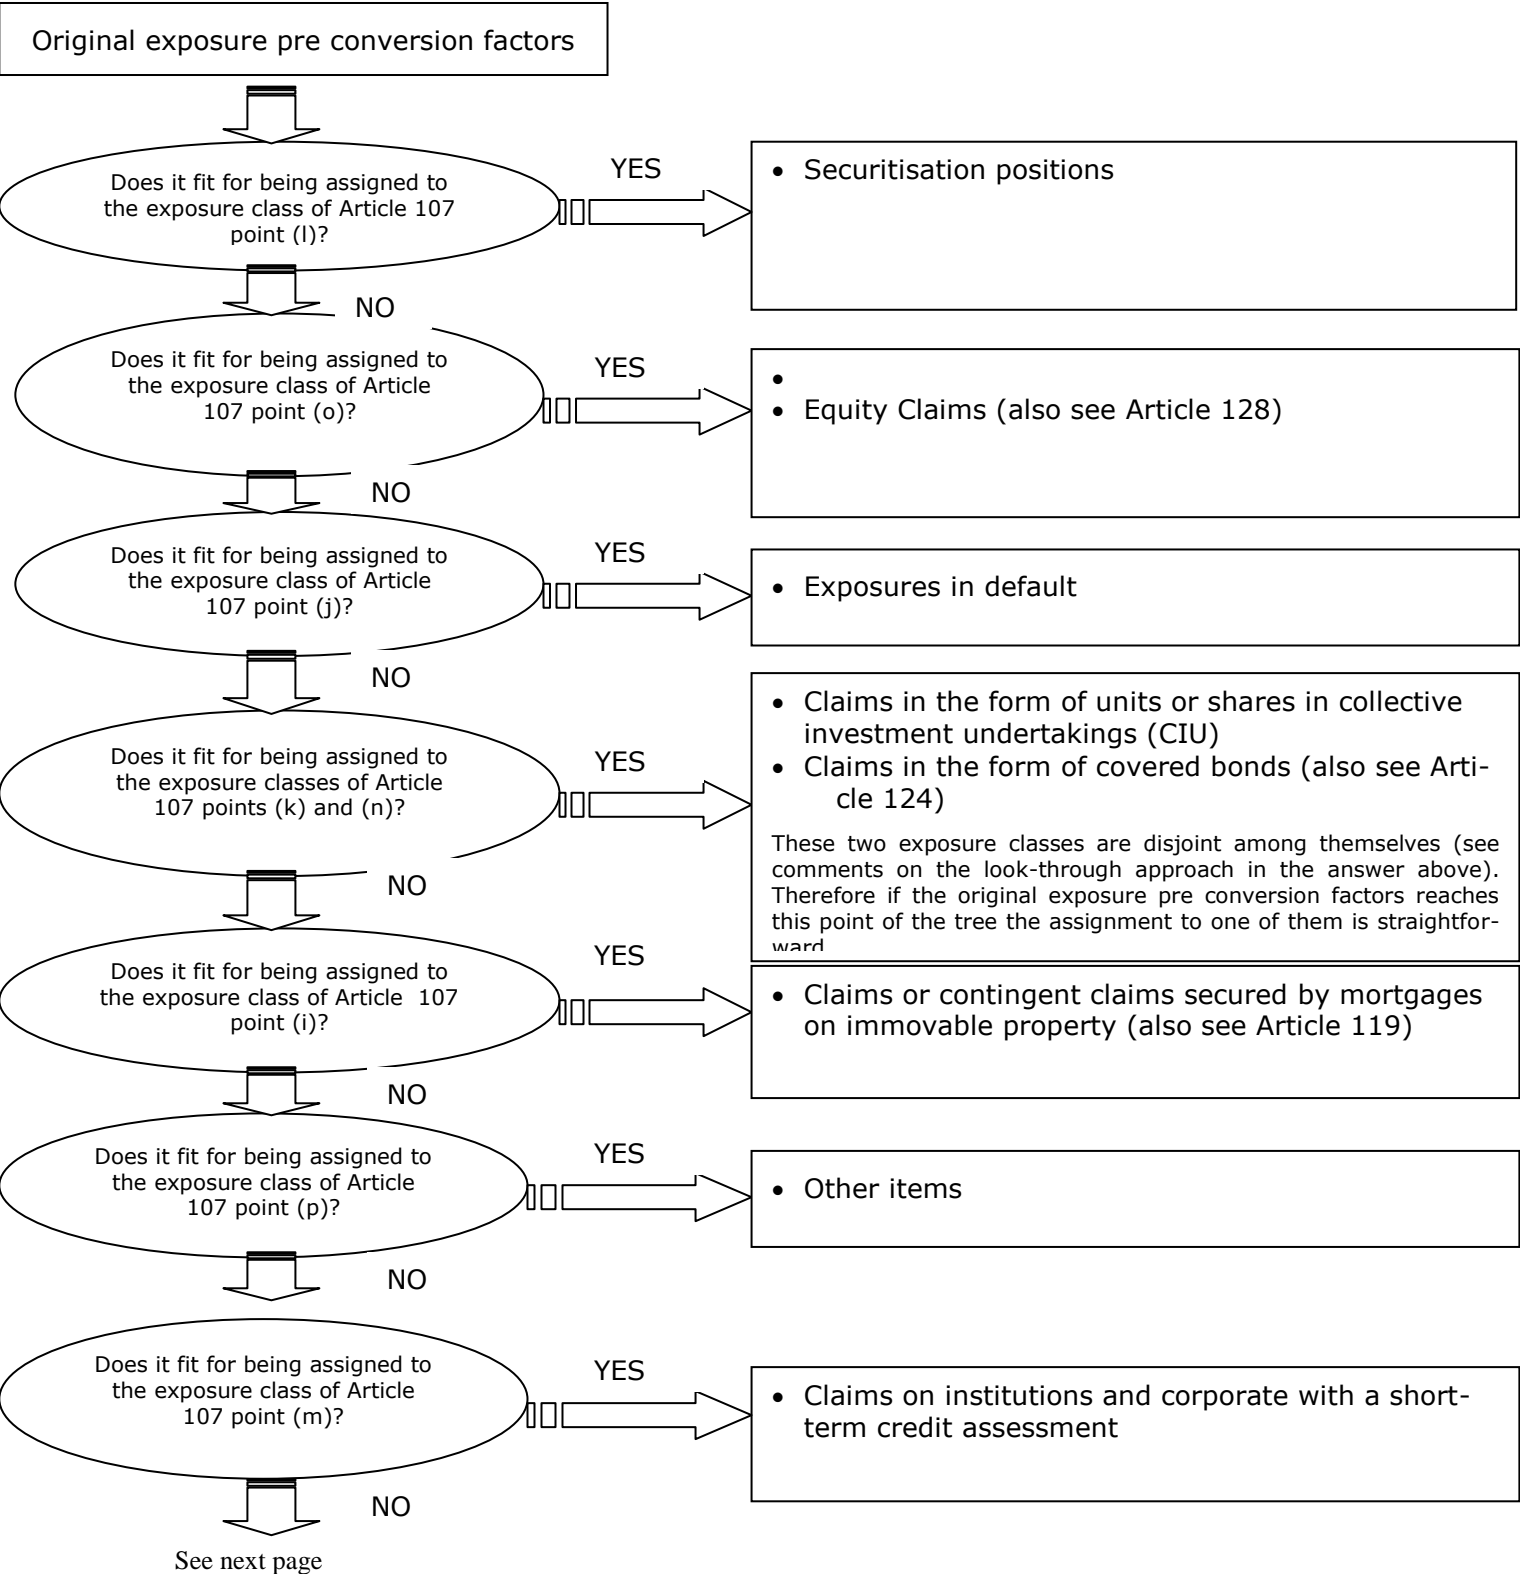 Original exposure pre conversion factors
Does it fit for being assigned to
the exposure class of Article 107
point (l)?
YES
• Securitisation positions
NO
Does it fit for being assigned to
the exposure class of Article
107 point (o)?
YES
•
• Equity Claims (also see Article 128)
NO
Does it fit for being assigned to
the exposure class of Article
107 point (j)?
YES
• Exposures in default
NO
Does it fit for being assigned to
the exposure classes of Article
107 points (k) and (n)?
YES
• Claims in the form of units or shares in collective
investment undertakings (CIU)
• Claims in the form of covered bonds (also see Arti-
cle 124)
These two exposure classes are disjoint among themselves (see
comments on the look-through approach in the answer above).
Therefore if the original exposure pre conversion factors reaches
this point of the tree the assignment to one of them is straightfor-
ward
NO
Does it fit for being assigned to
the exposure class of Article 107
point (i)?
YES
• Claims or contingent claims secured by mortgages
on immovable property (also see Article 119)
NO
Does it fit for being assigned to
the exposure class of Article
107 point (p)?
YES
• Other items
NO
Does it fit for being assigned to
the exposure class of Article
107 point (m)?
YES
• Claims on institutions and corporate with a short-
term credit assessment
NO
See next page